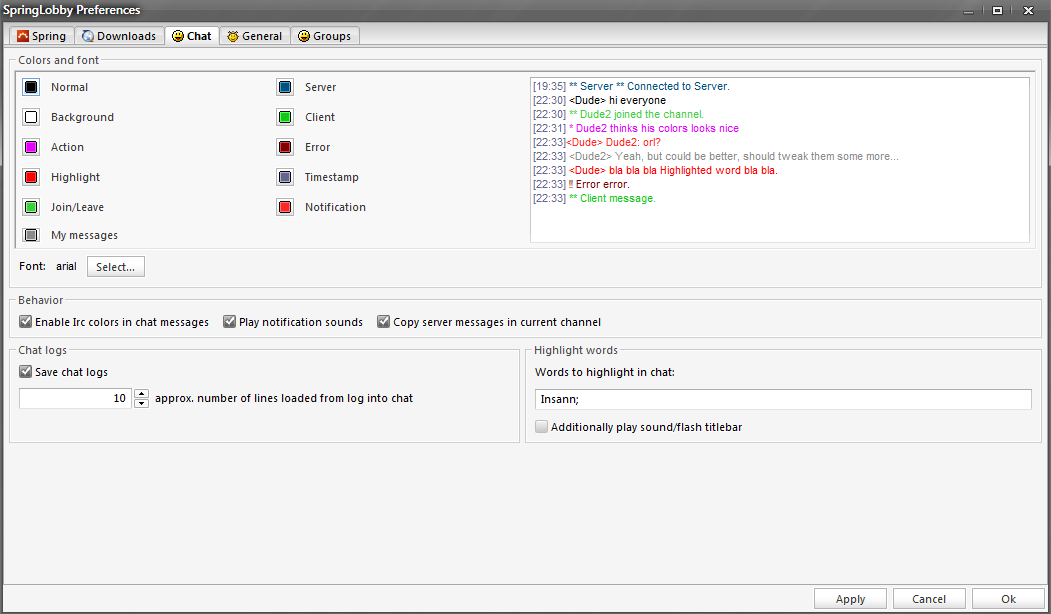 SpringLobby Preferences
Spring Downloads Chat General Groups
Colors and font
Normal Server
Background Client
Action Error
Highlight Timestamp
Join/Leave Notification
My messages
[19:35] ** Server ** Connected to Server.
[22:30] <Dude> hi everyone
[22:30] ** Dude2 joined the channel.
[22:31] * Dude2 thinks his colors looks nice
[22:33]<Dude> Dude2: orl?
[22:33] <Dude2> Yeah, but could be better, should tweak them some more...
[22:33] <Dude> bla bla bla Highlighted word bla bla.
[22:33] !! Error error.
[22:33] ** Client message.
Font: arial Select...
Behavior
Enable Irc colors in chat messages Play notification sounds Copy server messages in current channel
Chat logs
Save chat logs
10 approx. number of lines loaded from log into chat
Highlight words
Words to highlight in chat:
Insann;
Additionally play sound/flash titlebar
Apply Cancel Ok